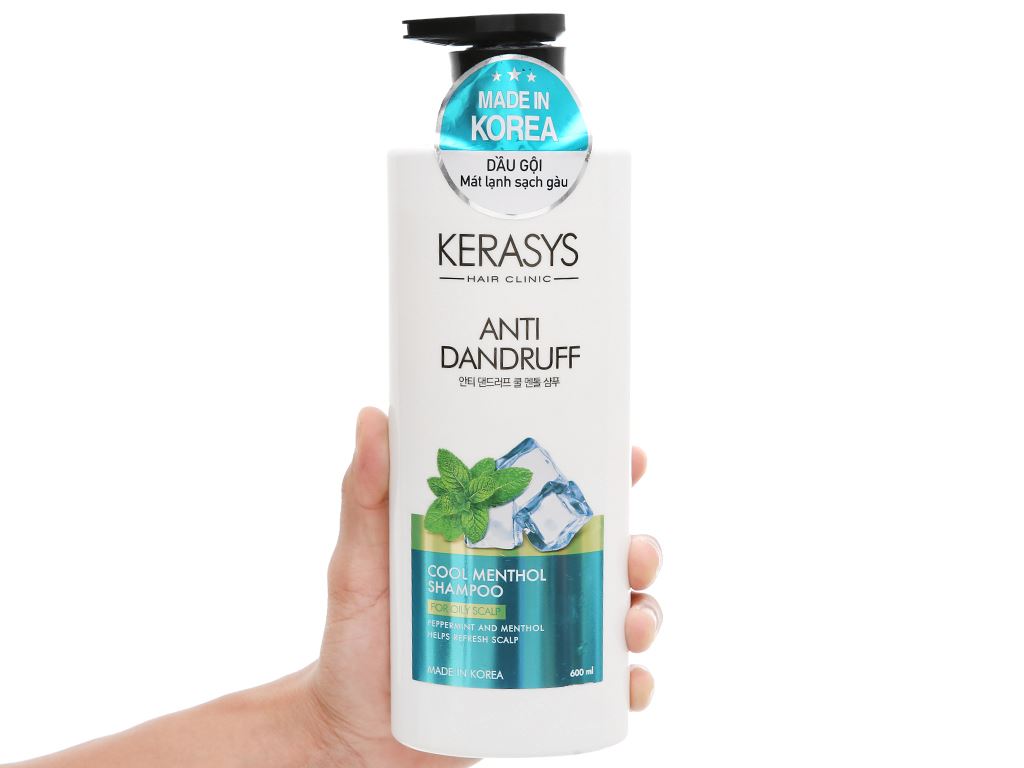 MADE IN
KOREA
DẦU GỘI
Mát lạnh sạch gàu
KERASYS
HAIR CLINIC
ANTI
DANDRUFF
안티 댄드러프 쿨 멘톨 샴푸
COOL MENTHOL
SHAMPOO
FOR OILY SCALP
PEPPERMINT AND MENTHOL
HELPS REFRESH SCALP
MADE IN KOREA
600 ml